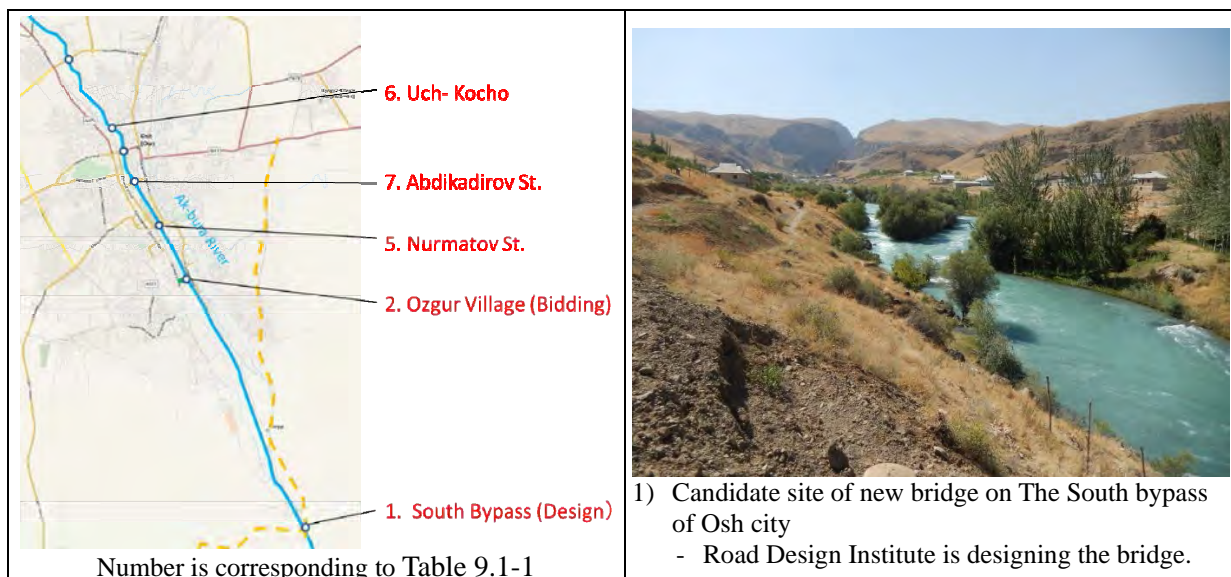 6. Uch- Kocho
7. Abdikadirov St.
Ak-bura River
5. Nurmatov St.
2. Ozgur Village (Bidding)
1. South Bypass (Design)
Number is corresponding to Table 9.1-1
1) Candidate site of new bridge on The South bypass
of Osh city
- Road Design Institute is designing the bridge.